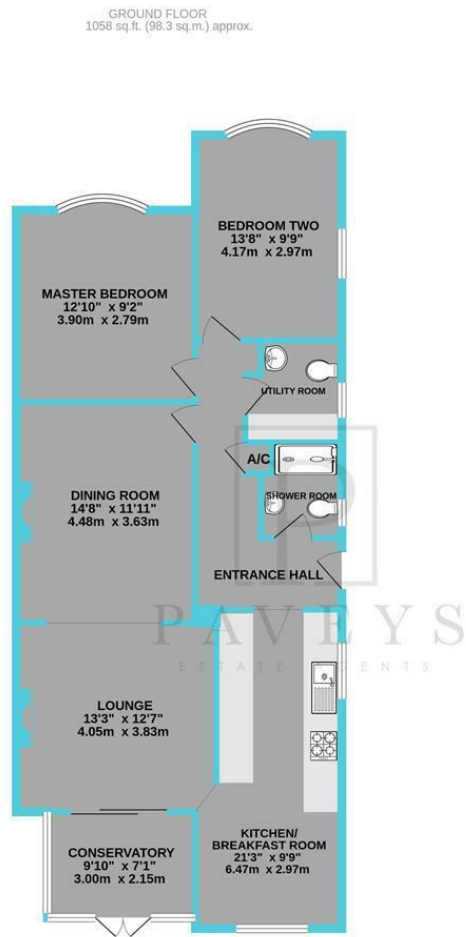 GROUND FLOOR
1058 sq.ft. (98.3 sq.m.) approx.
BEDROOM TWO
13'8" x 9'9"
4.17m x 2.97m
MASTER BEDROOM
12'10" x 9'2"
3.90m x 2.79m
UTILITY ROOM
A/C
SHOWER ROOM
DINING ROOM
14'8" x 11'11"
4.48m x 3.63m
ENTRANCE HALL
PAVEYS
ESTATE AGENTS
LOUNGE
13'3" x 12'7"
4.05m x 3.83m
KITCHEN/
BREAKFAST ROOM
21'3" x 9'9"
6.47m x 2.97m
CONSERVATORY
9'10" x 7'1"
3.00m x 2.15m